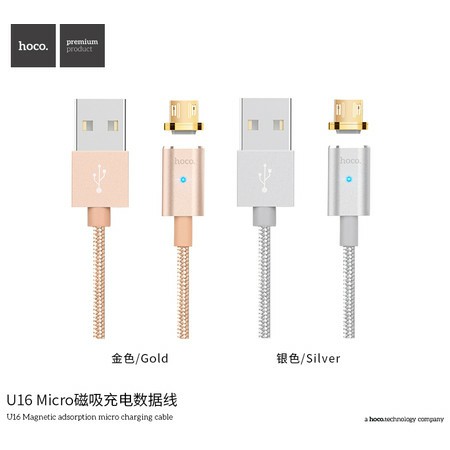 hoco.
premium
product
hoco.
hoco.
金色/Gold
银色/Silver
U16 Micro磁吸充电数据线
U16 Magnetic adsorption micro charging cable
a hoco.technology company